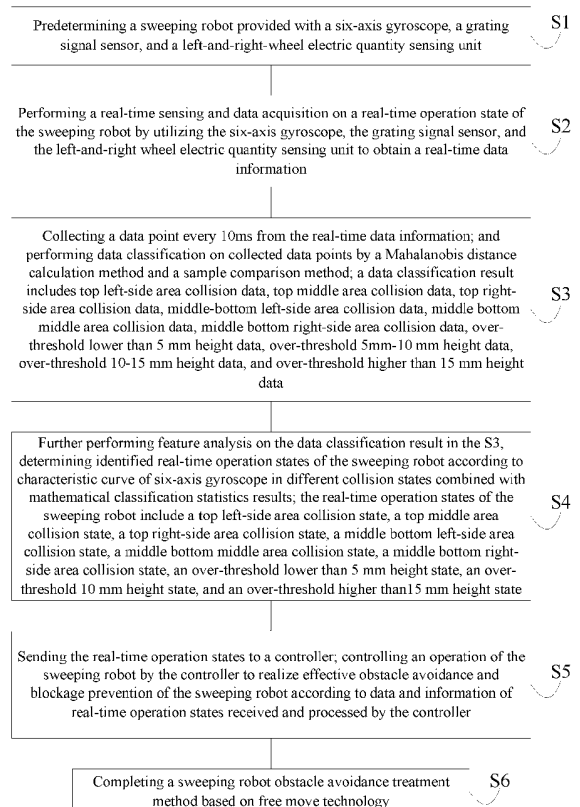 Predetermining a sweeping robot provided with a six-axis gyroscope, a grating
signal sensor, and a left-and-right-wheel electric quantity sensing unit
S1
Performing a real-time sensing and data acquisition on a real-time operation state of
the sweeping robot by utilizing the six-axis gyroscope, the grating signal sensor, and
the left-and-right wheel electric quantity sensing unit to obtain a real-time data
information
S2
Collecting a data point every 10ms from the real-time data information; and
performing data classification on collected data points by a Mahalanobis distance
calculation method and a sample comparison method; a data classification result
includes top left-side area collision data, top middle area collision data, top right-
side area collision data, middle-bottom left-side area collision data, middle bottom
middle area collision data, middle bottom right-side area collision data, over-
threshold lower than 5 mm height data, over-threshold 5mm-10 mm height data,
over-threshold 10-15 mm height data, and over-threshold higher than 15 mm height
data
S3
Further performing feature analysis on the data classification result in the S3,
determining identified real-time operation states of the sweeping robot according to
characteristic curve of six-axis gyroscope in different collision states combined with
mathematical classification statistics results; the real-time operation states of the
sweeping robot include a top left-side area collision state, a top middle area
collision state, a top right-side area collision state, a middle bottom left-side area
collision state, a middle bottom middle area collision state, a middle bottom right-
side area collision state, an over-threshold lower than 5 mm height state, an over-
threshold 10 mm height state, and an over-threshold higher than15 mm height state
S4
Sending the real-time operation states to a controller; controlling an operation of the
sweeping robot by the controller to realize effective obstacle avoidance and
blockage prevention of the sweeping robot according to data and information of
real-time operation states received and processed by the controller
S5
Completing a sweeping robot obstacle avoidance treatment
method based on free move technology
S6